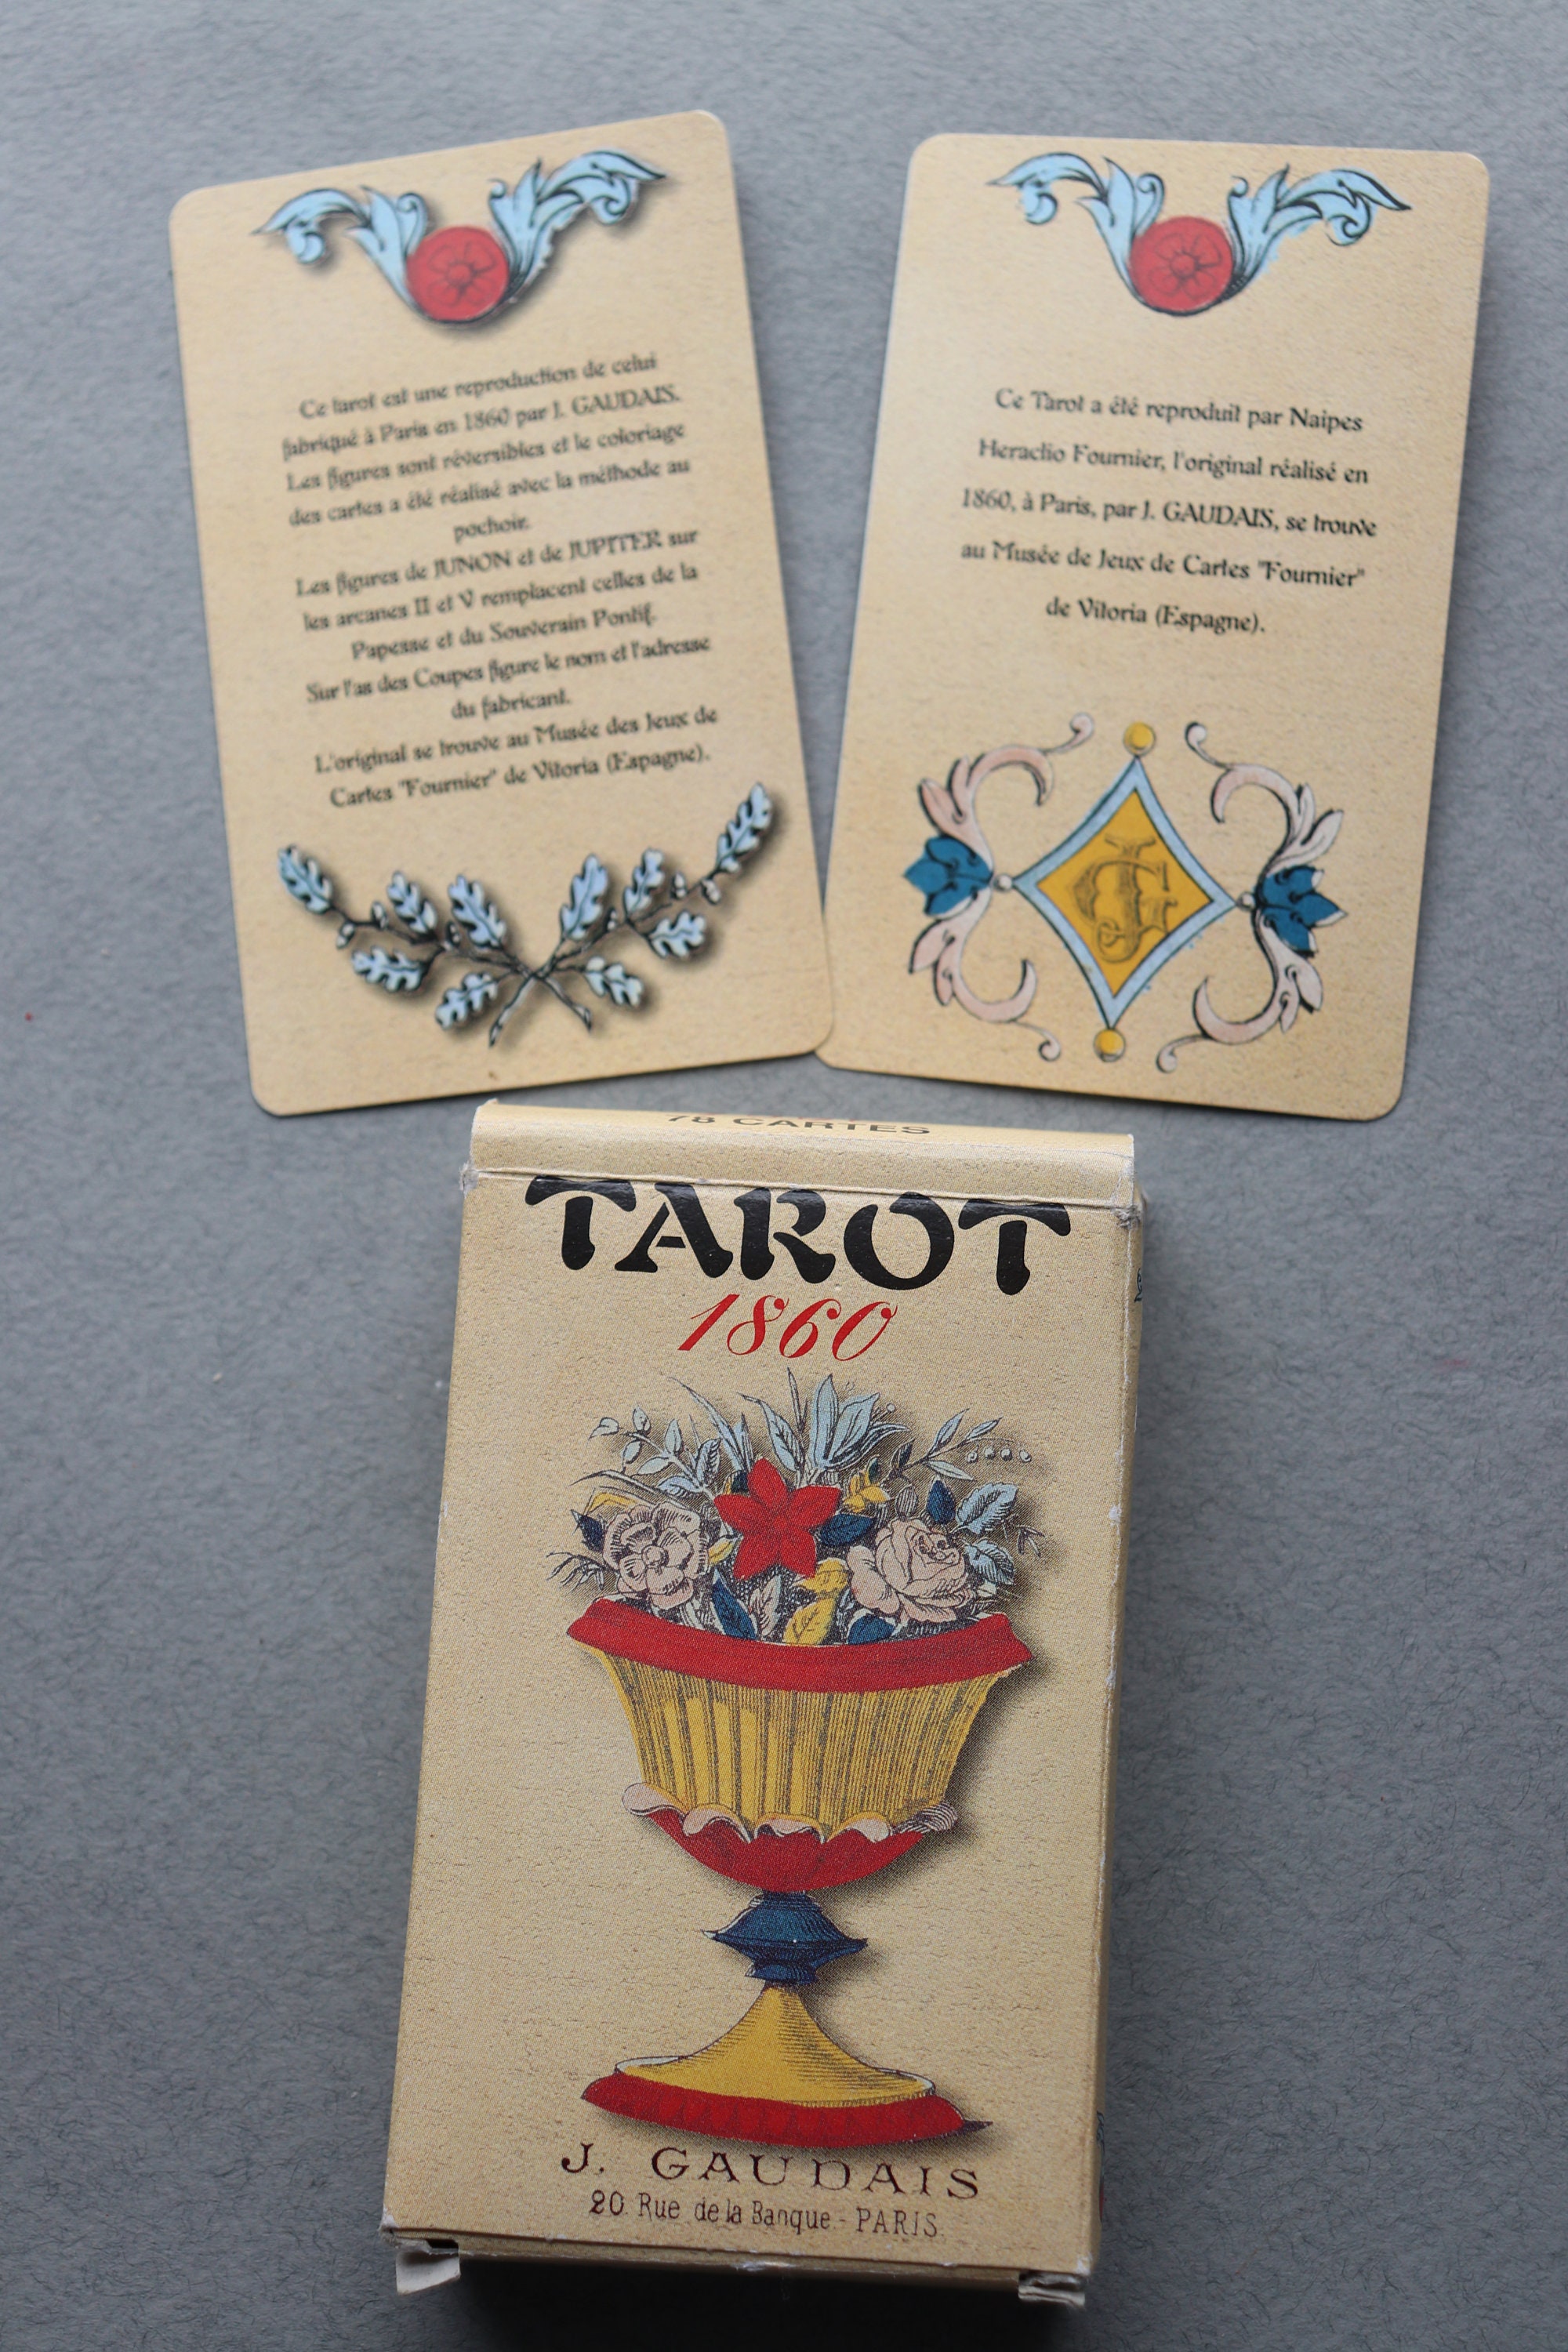 Ce tarot est une reproduction de celui
fabriqué à Paris en 1860 par J. GAUDAIS.
Les figures sont réversibles et le coloriage
des cartes a été réalisé avec la méthode au
pochoir.
Les figures de JUNON et de JUPITER sur
les arcanes II et V remplacent celles de la
Papesse et du Souverain Pontif.
Sur l'as des Coupes figure le nom et l'adresse
du fabricant.
L'original se trouve au Musée des Jeux de
Cartes "Fournier" de Vitoria (Espagne).
Ce Tarot a été reproduit par Naipes
Heraclio Fournier, l'original réalisé en
1860, à Paris, par J. GAUDAIS, se trouve
au Musée de Jeux de Cartes "Fournier"
de Vitoria (Espagne).
78 CARTES
TAROT
1860
J. GAUDAIS
20 Rue de la Banque - PARIS